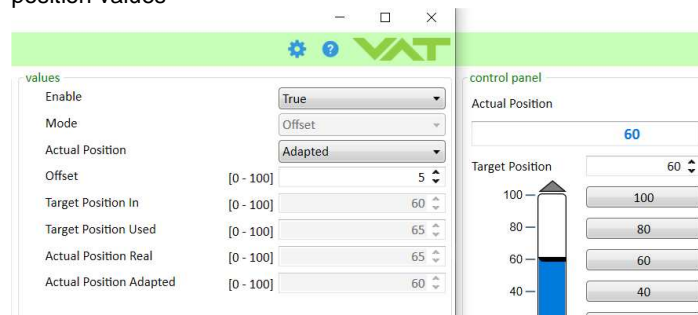 position values
VAT
values
Enable True
Mode Offset
Actual Position Adapted
Offset [0 - 100] 5
Target Position In [0 - 100] 60
Target Position Used [0 - 100] 65
Actual Position Real [0 - 100] 65
Actual Position Adapted [0 - 100] 60
control panel
Actual Position
60
Target Position 60
100 100
80 80
60 60
40 40